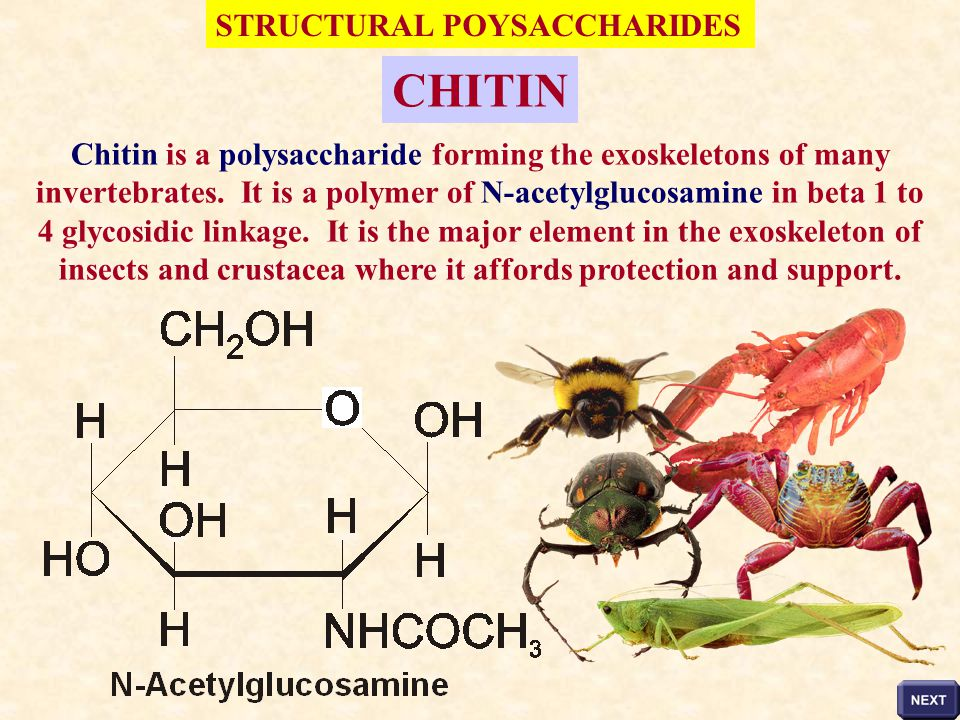 STRUCTURAL POYSACCHARIDES
CHITIN
Chitin is a polysaccharide forming the exoskeletons of many
invertebrates. It is a polymer of N-acetylglucosamine in beta 1 to
4 glycosidic linkage. It is the major element in the exoskeleton of
insects and crustacea where it affords protection and support.
CH₂OH
O
H
OH
H
OH
H
HO
H
H
NHCOCH₃
N-Acetylglucosamine
NEXT